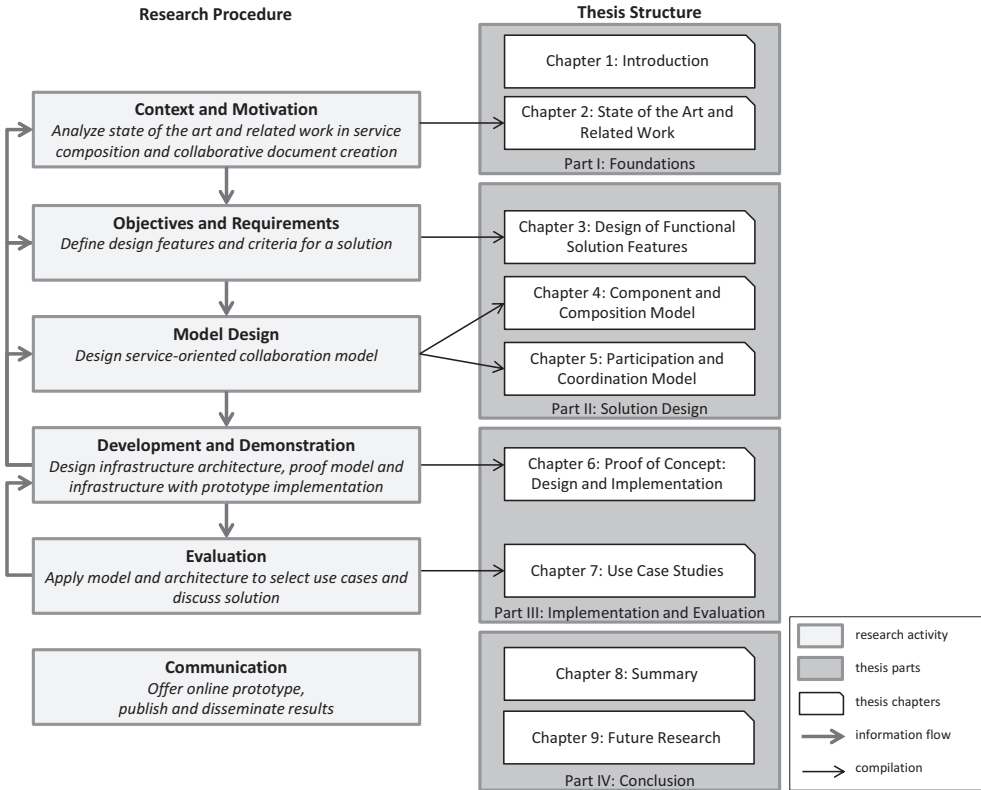 Research Procedure
Thesis Structure
Context and Motivation
Analyze state of the art and related work in service
composition and collaborative document creation
Objectives and Requirements
Define design features and criteria for a solution
Model Design
Design service-oriented collaboration model
Development and Demonstration
Design infrastructure architecture, proof model and
infrastructure with prototype implementation
Evaluation
Apply model and architecture to select use cases and
discuss solution
Communication
Offer online prototype,
publish and disseminate results
Chapter 1: Introduction
Chapter 2: State of the Art and
Related Work
Part I: Foundations
Chapter 3: Design of Functional
Solution Features
Chapter 4: Component and
Composition Model
Chapter 5: Participation and
Coordination Model
Part II: Solution Design
Chapter 6: Proof of Concept:
Design and Implementation
Chapter 7: Use Case Studies
Part III: Implementation and Evaluation
Chapter 8: Summary
Chapter 9: Future Research
Part IV: Conclusion
research activity
thesis parts
thesis chapters
information flow
compilation